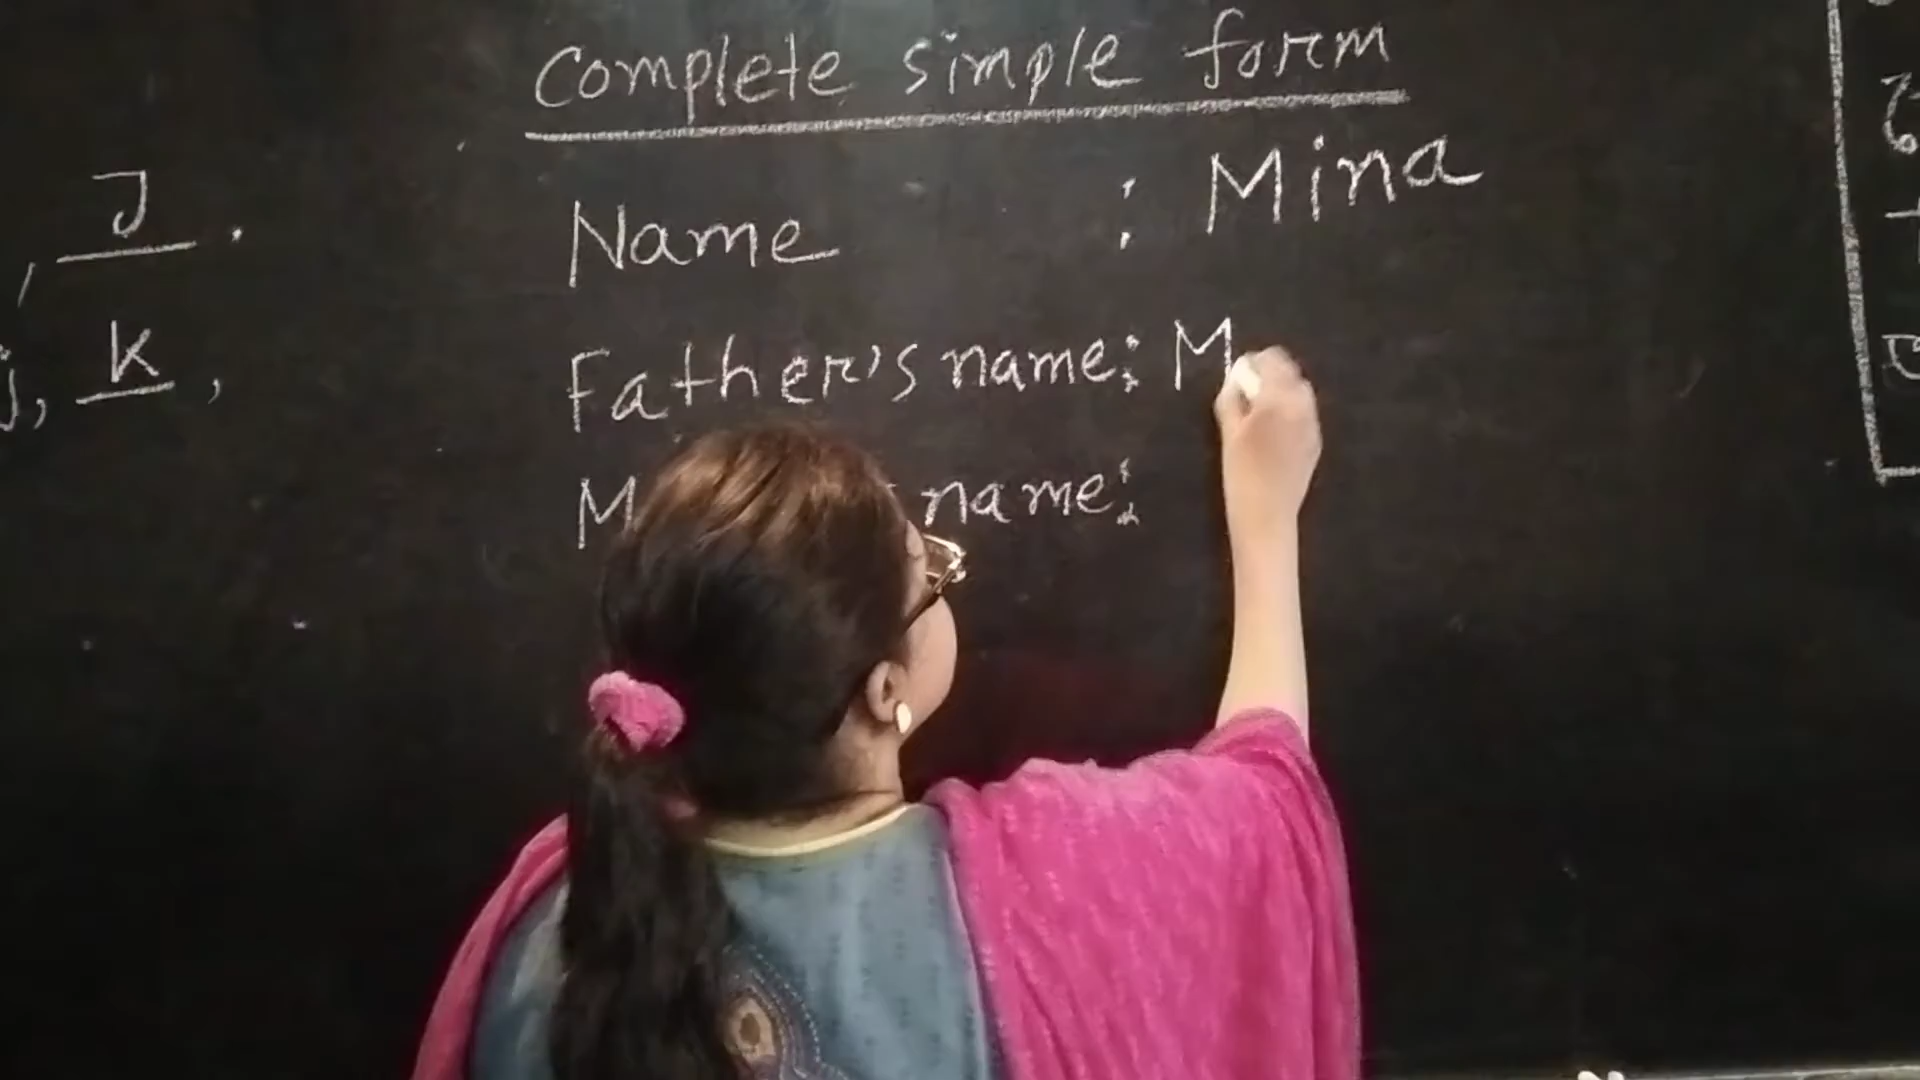 Complete simple form
Name : Mina
Father's name: M
name:
, J .
j, K ,